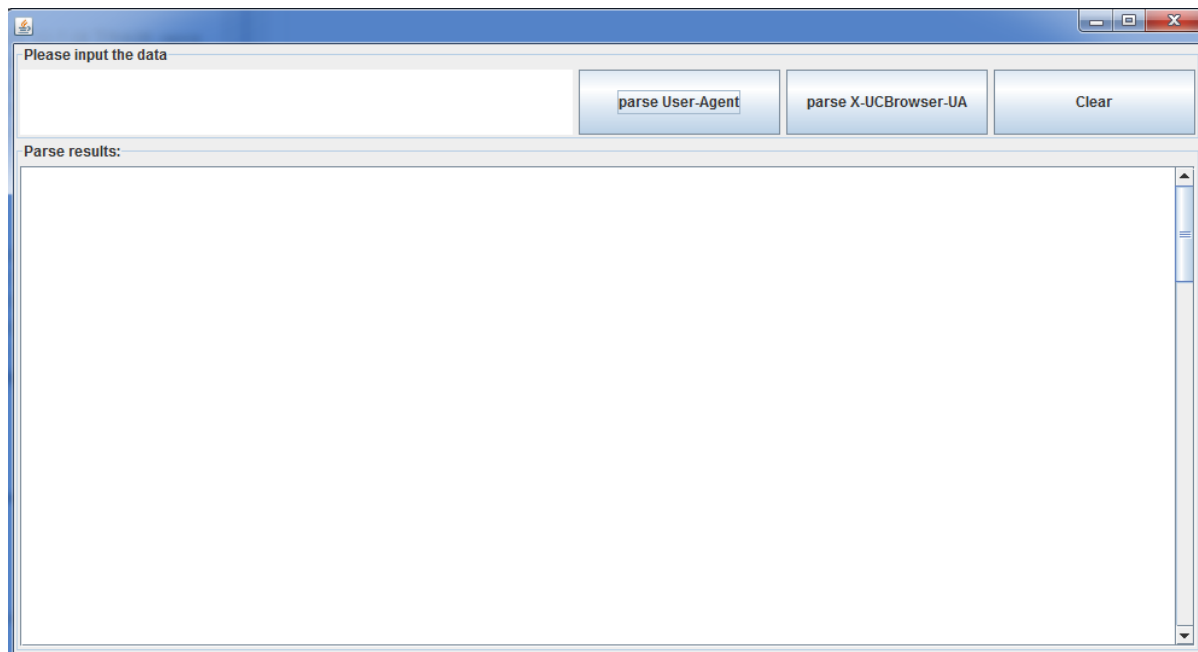 Please input the data
parse User-Agent
parse X-UCBrowser-UA
Clear
Parse results: